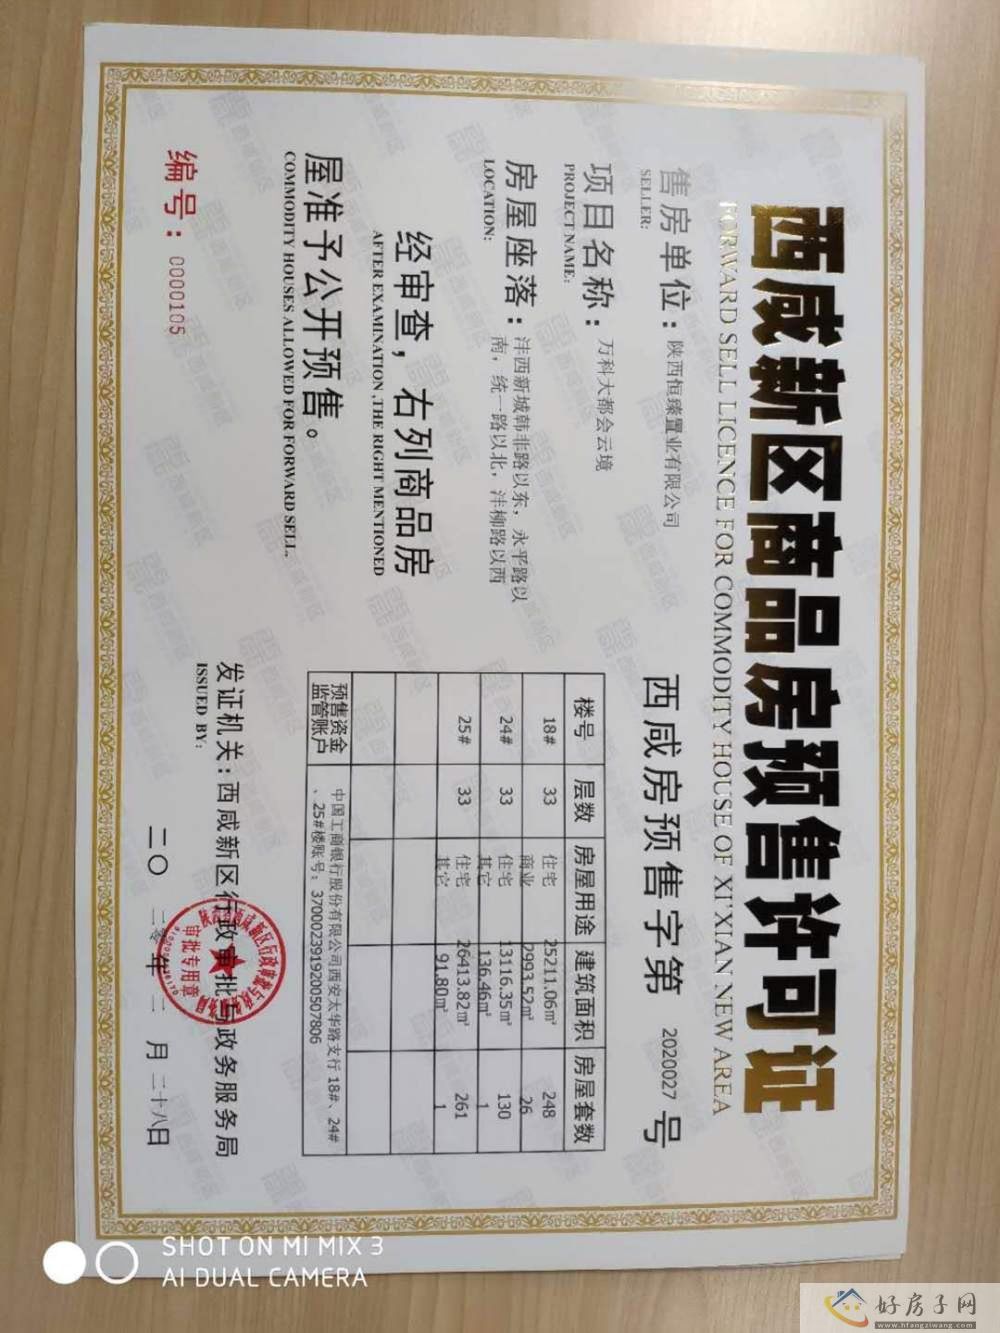 西咸新区商品房预售许可证
FORWARD SELL LICENCE FOR COMMODITY HOUSE OF XI'XIAN NEW AREA
售房单位：陕西恒臻置业有限公司
SELLER:
项目名称：万科大都会云境
PROJECT NAME:
房屋座落：沣西新城韩非路以东，永平路以
南，统一路以北，沣柳路以西
LOCATION:
经审查，右列商品房
AFTER EXAMINATION ,THE RIGHT MENTIONED
屋准予公开预售。
COMMODITY HOUSES ALLOWED FOR FORWARD SELL.
编号：0000105
西咸房预售字第 2020027 号
楼号 层数 房屋用途 建筑面积 房屋套数
18# 33 住宅 25211.06㎡ 248
商业 2993.52㎡ 26
24# 33 住宅 13116.35㎡ 130
其它 136.46㎡ 1
25# 33 住宅 26413.82㎡ 261
其它 91.80㎡ 1
预售资金
监管账户
中国工商银行股份有限公司西安太华路支行 18#、24#
、25#楼账号：3700023919200507806
发证机关：西咸新区行政审批与政务服务局
ISSUED BY:
二〇二零年二月二十八日
审批专用章
SHOT ON MI MIX 3
AI DUAL CAMERA
好房子网
www.hfangziwang.com